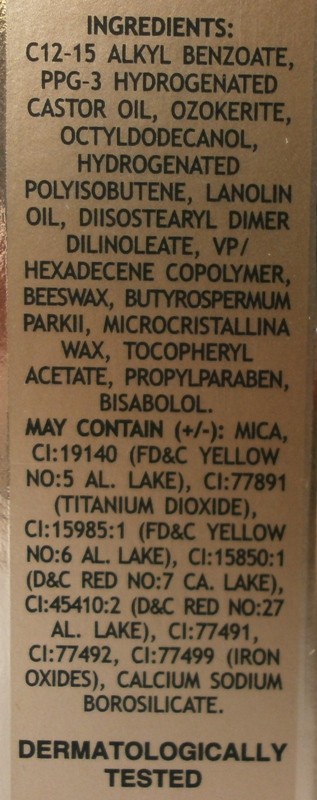 INGREDIENTS:
C12-15 ALKYL BENZOATE,
PPG-3 HYDROGENATED
CASTOR OIL, OZOKERITE,
OCTYLDODECANOL,
HYDROGENATED
POLYISOBUTENE, LANOLIN
OIL, DIISOSTEARYL DIMER
DILINOLEATE, VP/
HEXADECENE COPOLYMER,
BEESWAX, BUTYROSPERMUM
PARKII, MICROCRISTALLINA
WAX, TOCOPHERYL
ACETATE, PROPYLPARABEN,
BISABOLOL.
MAY CONTAIN (+/-): MICA,
CI:19140 (FD&C YELLOW
NO:5 AL. LAKE), CI:77891
(TITANIUM DIOXIDE),
CI:15985:1 (FD&C YELLOW
NO:6 AL. LAKE), CI:15850:1
(D&C RED NO:7 CA. LAKE),
CI:45410:2 (D&C RED NO:27
AL. LAKE), CI:77491,
CI:77492, CI:77499 (IRON
OXIDES), CALCIUM SODIUM
BOROSILICATE.
DERMATOLOGICALLY
TESTED